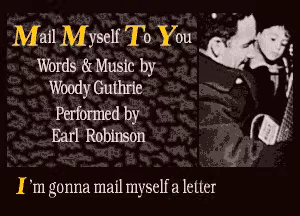 Mail Myself To You
Words & Music by
Woody Guthrie
Performed by
Earl Robinson
I'm gonna mail myself a letter